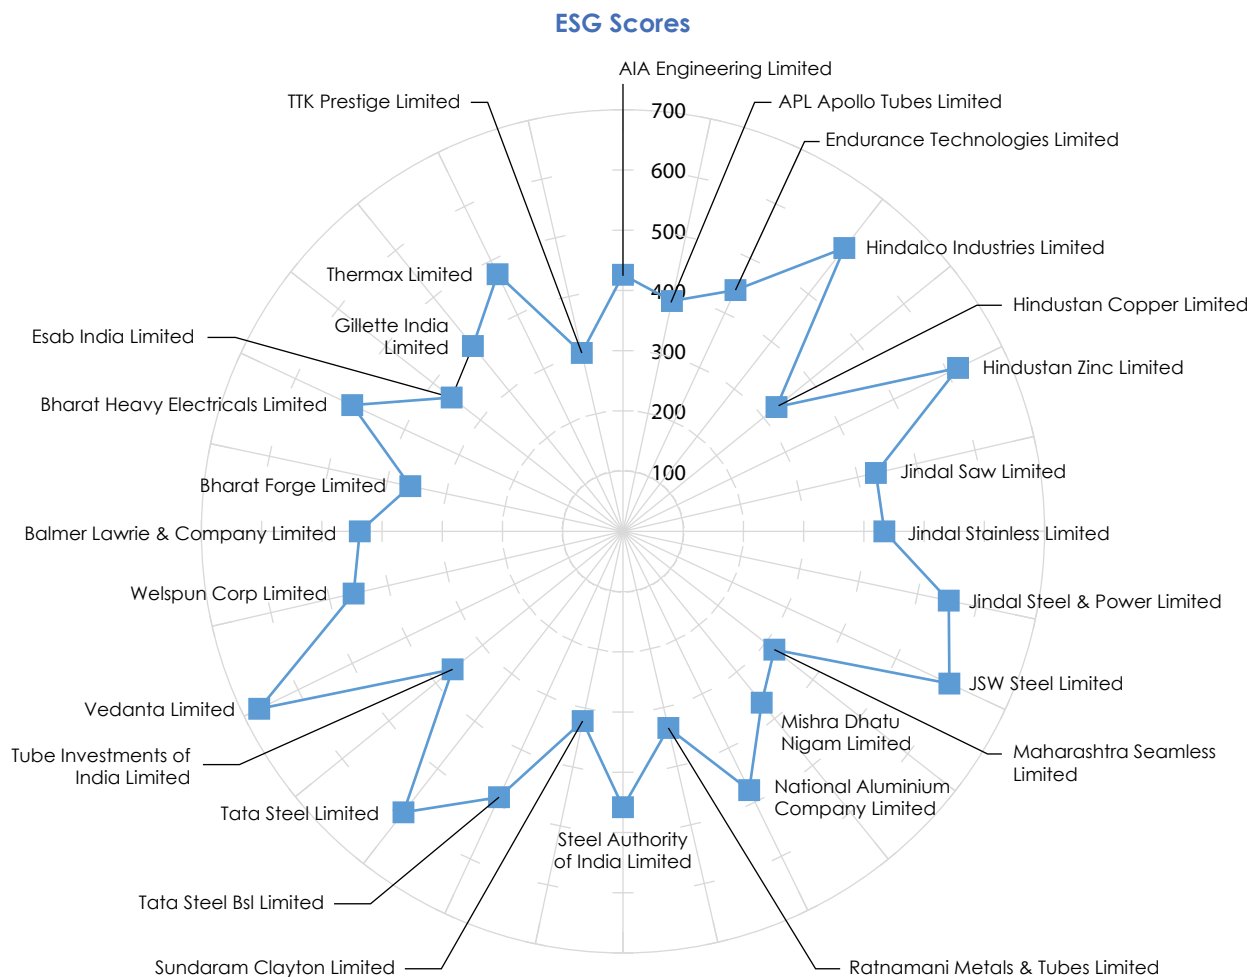 ESG Scores
AIA Engineering Limited
TTK Prestige Limited
APL Apollo Tubes Limited
700
Endurance Technologies Limited
600
500
Hindalco Industries Limited
Thermax Limited
400
Hindustan Copper Limited
Gillette India
Limited
Esab India Limited
300
Hindustan Zinc Limited
Bharat Heavy Electricals Limited
200
100
Jindal Saw Limited
Bharat Forge Limited
Balmer Lawrie & Company Limited
Jindal Stainless Limited
Welspun Corp Limited
Jindal Steel & Power Limited
JSW Steel Limited
Vedanta Limited
Mishra Dhatu
Nigam Limited
Maharashtra Seamless
Limited
Tube Investments of
India Limited
National Aluminium
Company Limited
Tata Steel Limited
Steel Authority
of India Limited
Tata Steel Bsl Limited
Sundaram Clayton Limited
Ratnamani Metals & Tubes Limited